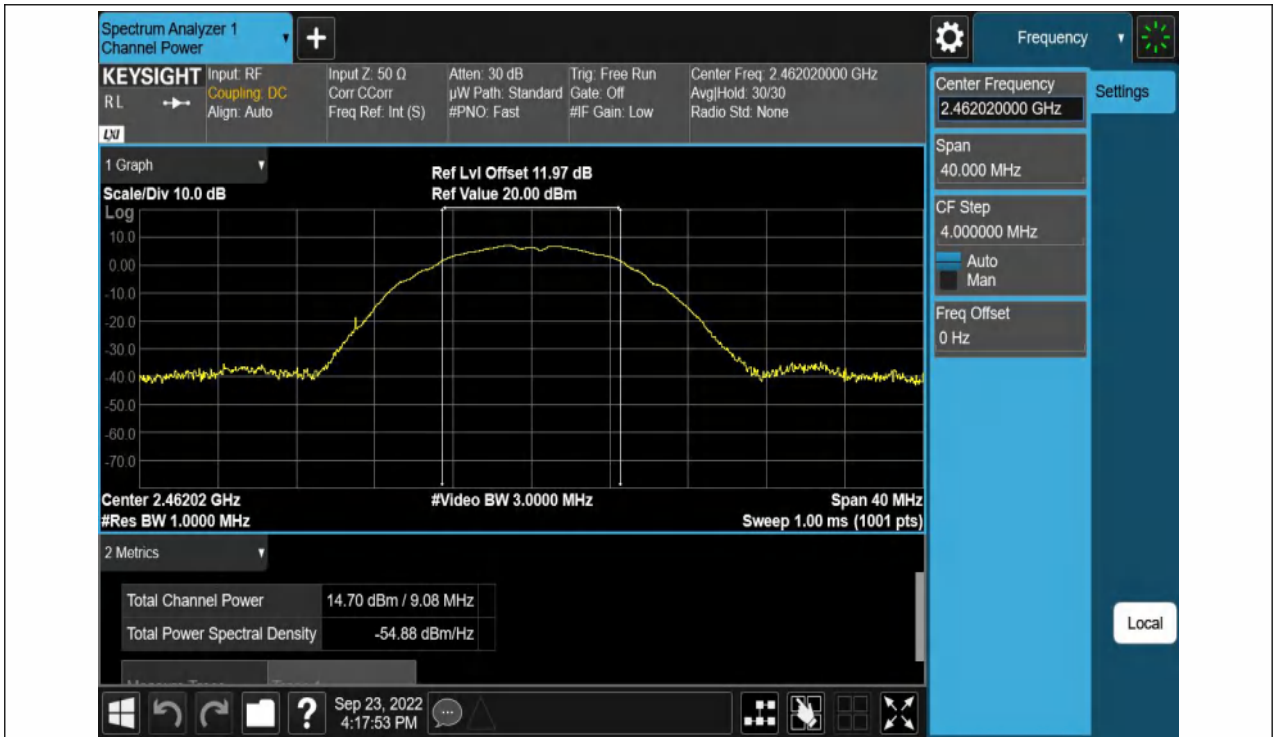 Spectrum Analyzer 1
Channel Power
+
Frequency
KEYSIGHT
R L
LXI
Input: RF
Coupling: DC
Align: Auto
Input Z: 50 Ω
Corr CCorr
Freq Ref: Int (S)
Atten: 30 dB
µW Path: Standard
#PNO: Fast
Trig: Free Run
Gate: Off
#IF Gain: Low
Center Freq: 2.462020000 GHz
Avg|Hold: 30/30
Radio Std: None
Center Frequency
2.462020000 GHz
Settings
Span
40.000 MHz
CF Step
4.000000 MHz
Auto
Man
Freq Offset
0 Hz
1 Graph
Ref Lvl Offset 11.97 dB
Scale/Div 10.0 dB
Ref Value 20.00 dBm
Log
10.0
0.00
-10.0
-20.0
-30.0
-40.0
-50.0
-60.0
-70.0
Center 2.46202 GHz
#Video BW 3.0000 MHz
Span 40 MHz
#Res BW 1.0000 MHz
Sweep 1.00 ms (1001 pts)
2 Metrics
Total Channel Power 14.70 dBm / 9.08 MHz
Total Power Spectral Density -54.88 dBm/Hz
Local
?
Sep 23, 2022
4:17:53 PM